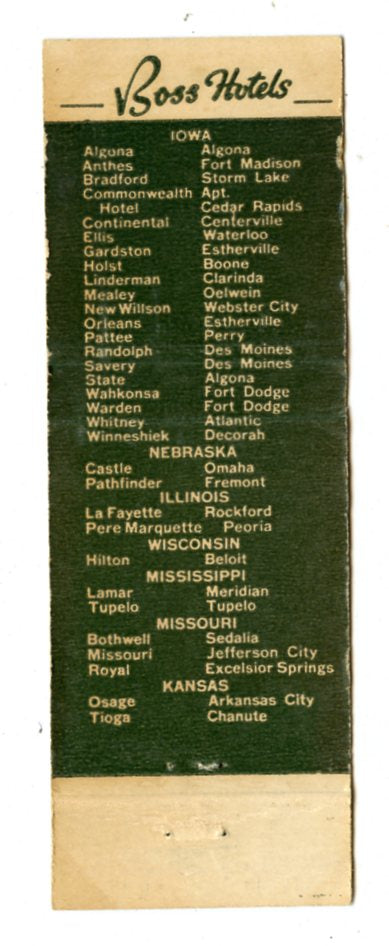 Boss Hotels
IOWA
Algona Algona
Anthes Fort Madison
Bradford Storm Lake
Commonwealth Apt.
Hotel Cedar Rapids
Continental Centerville
Ellis Waterloo
Gardston Estherville
Holst Boone
Linderman Clarinda
Mealey Oelwein
New Willson Webster City
Orleans Estherville
Pattee Perry
Randolph Des Moines
Savery Des Moines
State Algona
Wahkonsa Fort Dodge
Warden Fort Dodge
Whitney Atlantic
Winneshiek Decorah
NEBRASKA
Castle Omaha
Pathfinder Fremont
ILLINOIS
La Fayette Rockford
Pere Marquette Peoria
WISCONSIN
Hilton Beloit
MISSISSIPPI
Lamar Meridian
Tupelo Tupelo
MISSOURI
Bothwell Sedalia
Missouri Jefferson City
Royal Excelsior Springs
KANSAS
Osage Arkansas City
Tioga Chanute